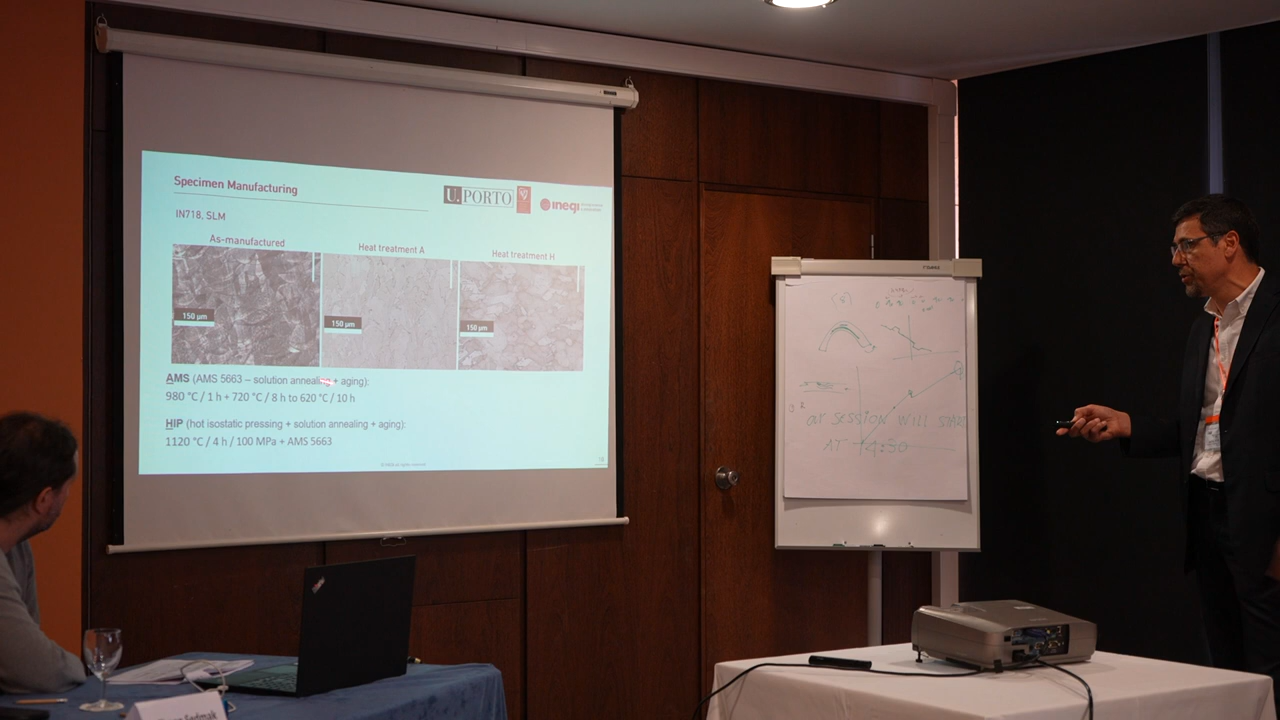 Specimen Manufacturing
U.PORTO
inegi
IN718, SLM
As-manufactured
Heat treatment A
Heat treatment H
150 µm
150 µm
150 µm
AMS (AMS 5663 – solution annealing + aging):
980 °C / 1 h + 720 °C / 8 h to 620 °C / 10 h
HIP (hot isostatic pressing + solution annealing + aging):
1120 °C / 4 h / 100 MPa + AMS 5663
SESSION WILL START
AT 14:30